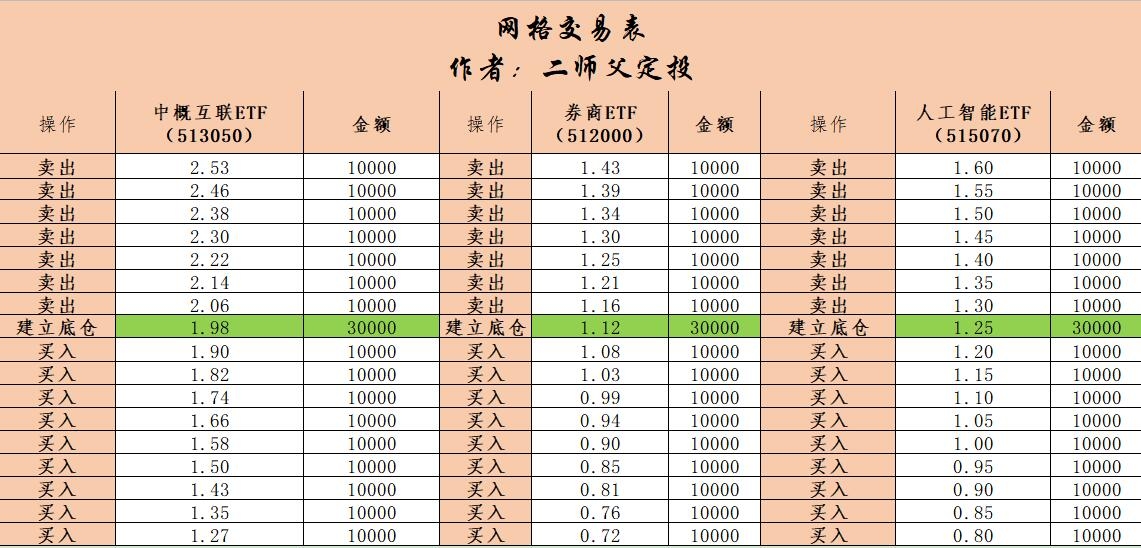 网格交易表
作者：二师父定投
操作 中概互联ETF（513050） 金额 操作 券商ETF（512000） 金额 操作 人工智能ETF（515070） 金额
卖出 2.53 10000 卖出 1.43 10000 卖出 1.60 10000
卖出 2.46 10000 卖出 1.39 10000 卖出 1.55 10000
卖出 2.38 10000 卖出 1.34 10000 卖出 1.50 10000
卖出 2.30 10000 卖出 1.30 10000 卖出 1.45 10000
卖出 2.22 10000 卖出 1.25 10000 卖出 1.40 10000
卖出 2.14 10000 卖出 1.21 10000 卖出 1.35 10000
卖出 2.06 10000 卖出 1.16 10000 卖出 1.30 10000
建立底仓 1.98 30000 建立底仓 1.12 30000 建立底仓 1.25 30000
买入 1.90 10000 买入 1.08 10000 买入 1.20 10000
买入 1.82 10000 买入 1.03 10000 买入 1.15 10000
买入 1.74 10000 买入 0.99 10000 买入 1.10 10000
买入 1.66 10000 买入 0.94 10000 买入 1.05 10000
买入 1.58 10000 买入 0.90 10000 买入 1.00 10000
买入 1.50 10000 买入 0.85 10000 买入 0.95 10000
买入 1.43 10000 买入 0.81 10000 买入 0.90 10000
买入 1.35 10000 买入 0.76 10000 买入 0.85 10000
买入 1.27 10000 买入 0.72 10000 买入 0.80 10000